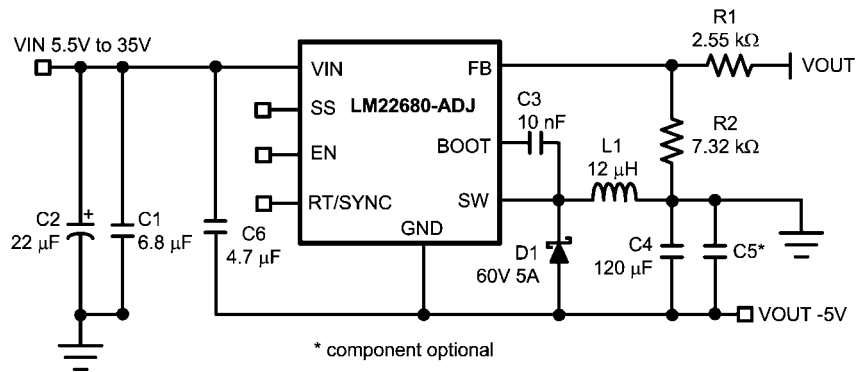 VIN 5.5V to 35V
R1
2.55 kΩ
VOUT
VIN
FB
LM22680-ADJ
SS
C3
10 nF
R2
7.32 kΩ
EN
BOOT
L1
12 μH
RT/SYNC
SW
C2
+
22 μF
C1
6.8 μF
C6
4.7 μF
GND
D1
60V 5A
C4
120 μF
C5*
VOUT -5V
* component optional